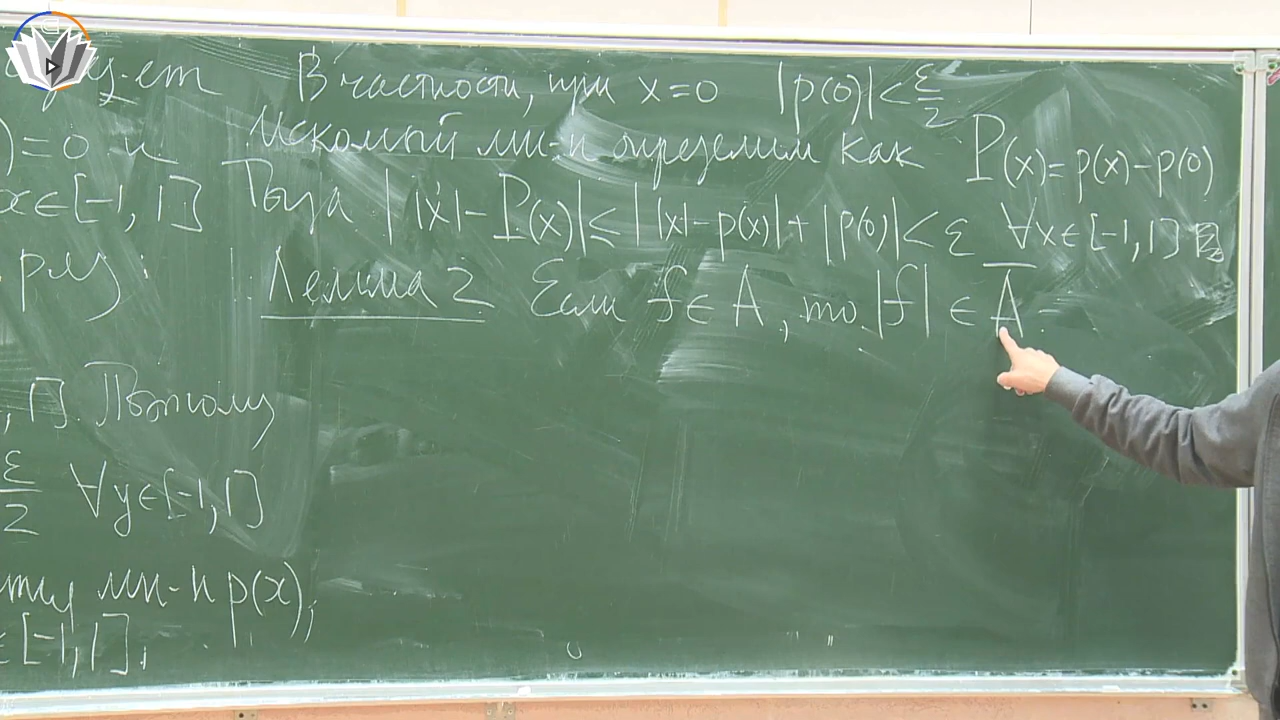 В частности, при x=0 |p(0)|<ε/2
Искомый мн-н определим как P(x)=p(x)-p(0)
Тогда ||x|-P(x)|≤||x|-p(x)|+|p(0)|<ε ∀x∈[-1,1]
Лемма 2 Если f∈A, то |f|∈A̅
)=0 и
x∈[-1,1]
ряд
,1]. Поэтому
ε/2 ∀y∈[-1,1]
мн-н p(x),
∈[-1,1].